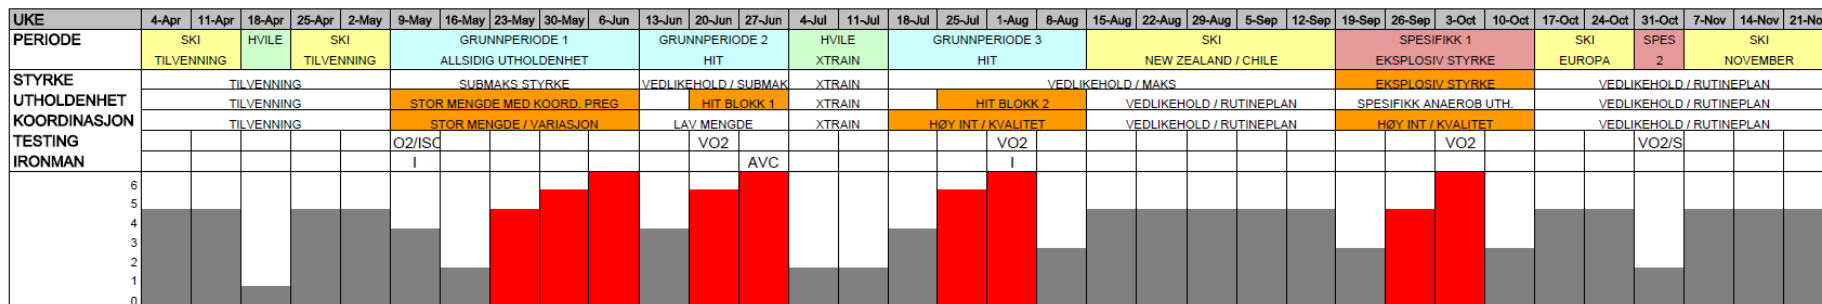 UKE 4-Apr 11-Apr 18-Apr 25-Apr 2-May 9-May 16-May 23-May 30-May 6-Jun 13-Jun 20-Jun 27-Jun 4-Jul 11-Jul 18-Jul 25-Jul 1-Aug 8-Aug 15-Aug 22-Aug 29-Aug 5-Sep 12-Sep 19-Sep 26-Sep 3-Oct 10-Oct 17-Oct 24-Oct 31-Oct 7-Nov 14-Nov 21-No
PERIODE SKI HVILE SKI GRUNNPERIODE 1 GRUNNPERIODE 2 HVILE GRUNNPERIODE 3 SKI SPESIFIKK 1 SKI SPES SKI
TILVENNING TILVENNING ALLSIDIG UTHOLDENHET HIT XTRAIN HIT NEW ZEALAND / CHILE EKSPLOSIV STYRKE EUROPA 2 NOVEMBER
STYRKE TILVENNING SUBMAKS STYRKE VEDLIKEHOLD / SUBMAK XTRAIN VEDLIKEHOLD / MAKS EKSPLOSIV STYRKE VEDLIKEHOLD / RUTINEPLAN
UTHOLDENHET TILVENNING STOR MENGDE MED KOORD. PREG HIT BLOKK 1 XTRAIN HIT BLOKK 2 VEDLIKEHOLD / RUTINEPLAN SPESIFIKK ANAEROB UTH. VEDLIKEHOLD / RUTINEPLAN
KOORDINASJON TILVENNING STOR MENGDE / VARIASJON LAV MENGDE XTRAIN HØY INT / KVALITET VEDLIKEHOLD / RUTINEPLAN HØY INT / KVALITET VEDLIKEHOLD / RUTINEPLAN
TESTING O2/ISO VO2 VO2 VO2 VO2/S
IRONMAN I AVC I
6
5
4
3
2
1
0